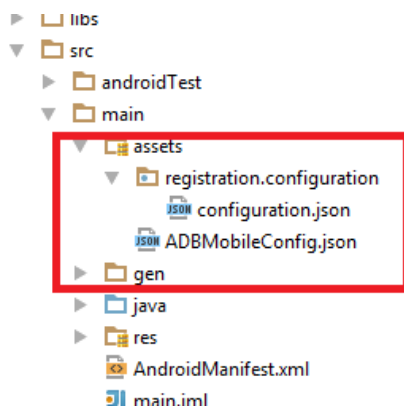 libs
src
androidTest
main
assets
registration.configuration
JSON configuration.json
JSON ADBMobileConfig.json
gen
java
res
AndroidManifest.xml
main.iml